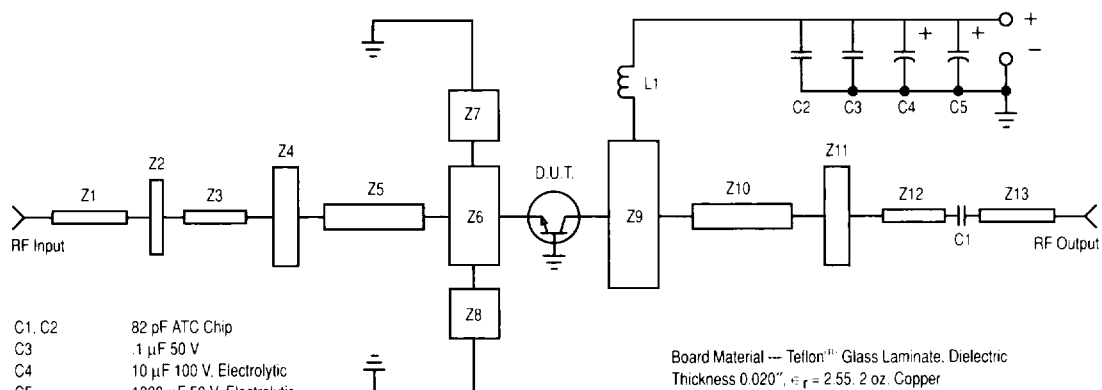 +
L1
+
+
−
C2
C3
C4
C5
Z7
Z2
Z4
Z11
D.U.T.
Z1
Z3
Z5
Z6
Z9
Z10
Z12
Z13
RF Input
C1
RF Output
Z8
C1, C2 82 pF ATC Chip
C3 .1 μF 50 V
C4 10 μF 100 V, Electrolytic
Board Material — Teflon Glass Laminate, Dielectric
Thickness 0.020", εr = 2.55, 2 oz. Copper